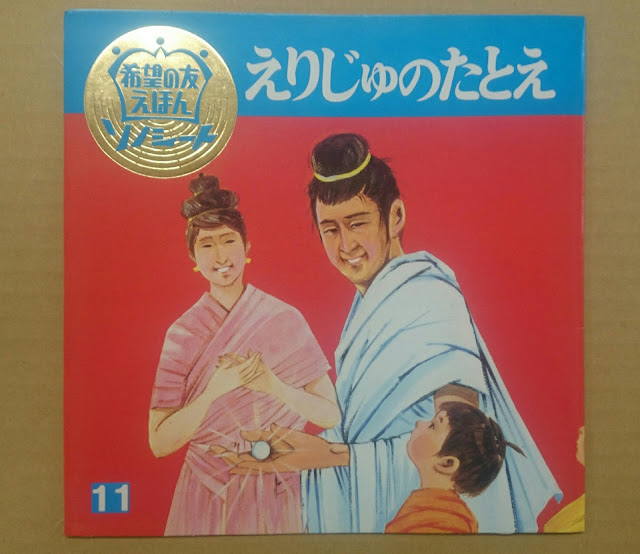 希望の友
えほん
ソノシート
えりじゅのたとえ
11